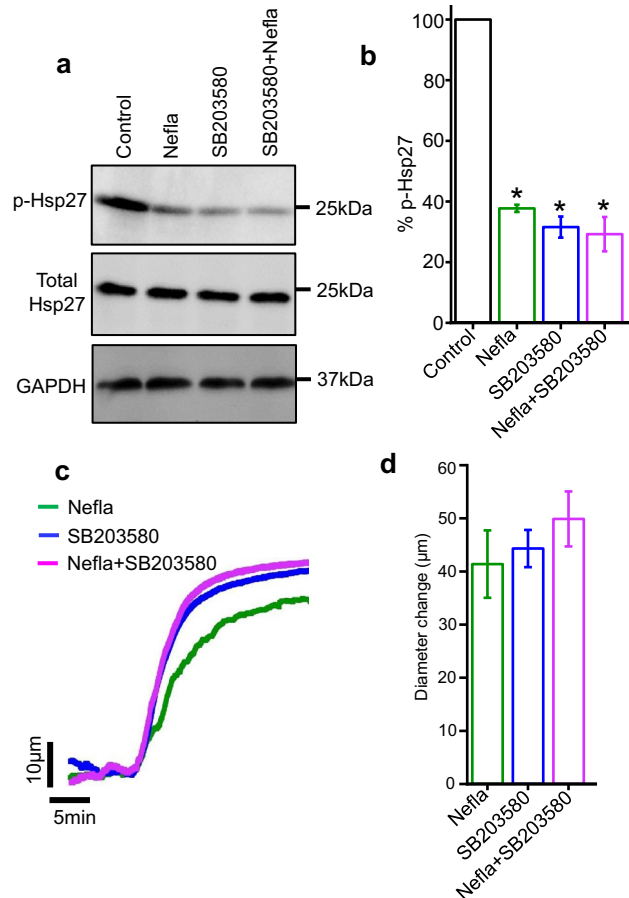 a
Control
Nefla
SB203580
SB203580+Nefla
p-Hsp27
25kDa
Total
Hsp27
25kDa
GAPDH
37kDa
b
% p-Hsp27
100
80
60
40
20
0
*
*
*
Control
Nefla
SB203580
Nefla+SB203580
c
Nefla
SB203580
Nefla+SB203580
10μm
5min
d
Diameter change (μm)
60
50
40
30
20
10
0
Nefla
SB203580
Nefla+SB203580